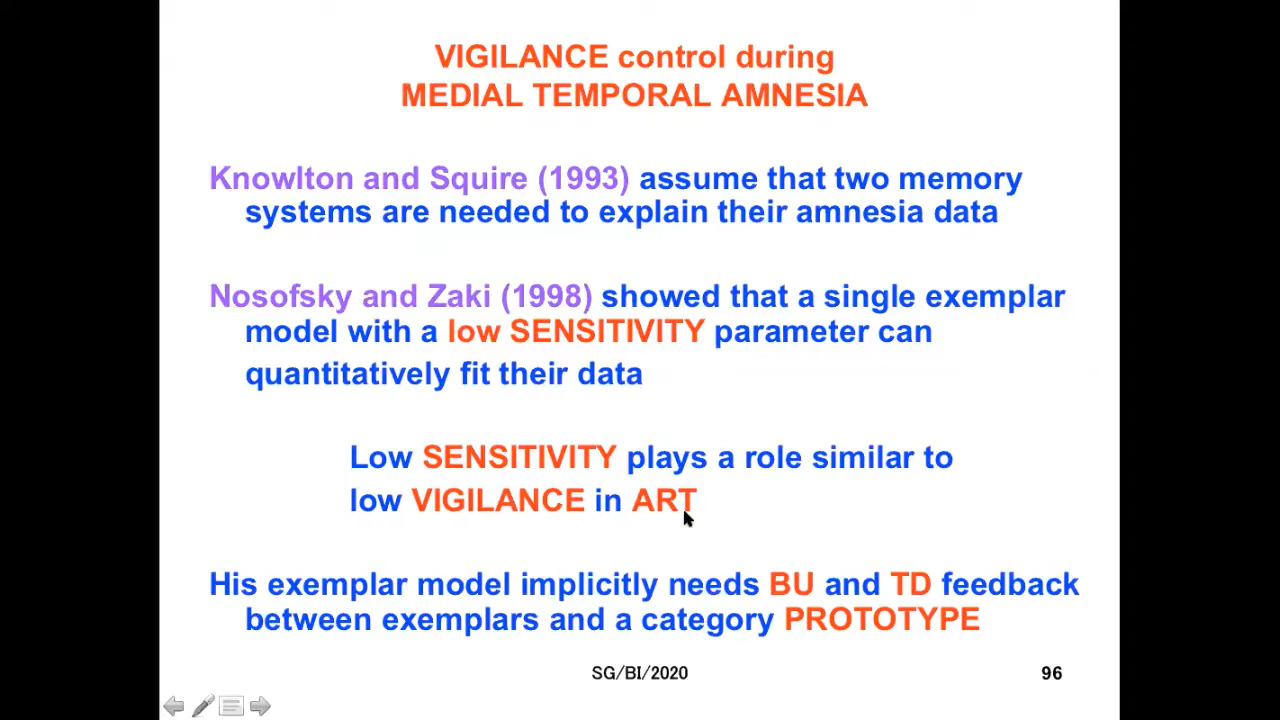 VIGILANCE control during
MEDIAL TEMPORAL AMNESIA
Knowlton and Squire (1993) assume that two memory
systems are needed to explain their amnesia data
Nosofsky and Zaki (1998) showed that a single exemplar
model with a low SENSITIVITY parameter can
quantitatively fit their data
Low SENSITIVITY plays a role similar to
low VIGILANCE in ART
His exemplar model implicitly needs BU and TD feedback
between exemplars and a category PROTOTYPE
SG/BI/2020
96